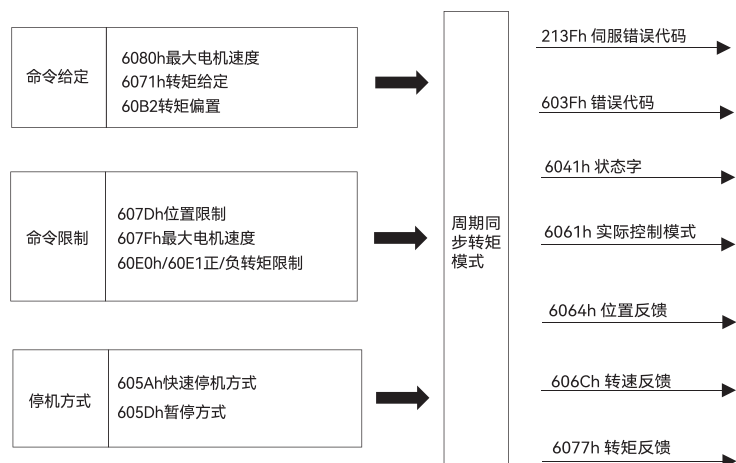 命令给定
6080h最大电机速度
6071h转矩给定
60B2转矩偏置
命令限制
607Dh位置限制
607Fh最大电机速度
60E0h/60E1正/负转矩限制
停机方式
605Ah快速停机方式
605Dh暂停方式
周期同
步转矩
模式
213Fh 伺服错误代码
603Fh 错误代码
6041h 状态字
6061h 实际控制模式
6064h 位置反馈
606Ch 转速反馈
6077h 转矩反馈